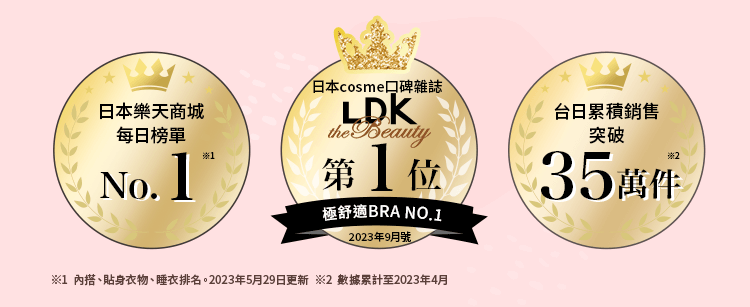 日本樂天商城
每日榜單
No.1 ※1
日本cosme口碑雜誌
LDK
the Beauty
第1位
極舒適BRA NO.1
2023年9月號
台日累積銷售
突破
35萬件 ※2
※1 內搭、貼身衣物、睡衣排名。2023年5月29日更新 ※2 數據累計至2023年4月